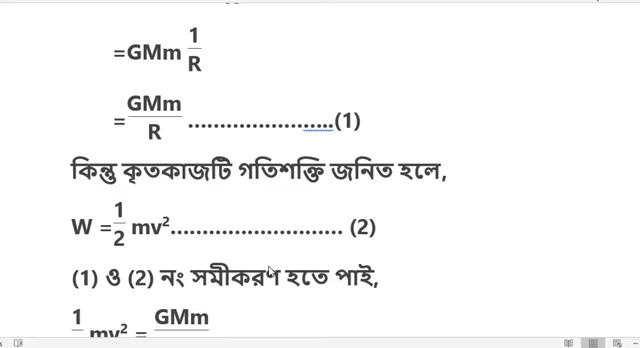 =GMm 1/R
= GMm/R ........................(1)
কিন্তু কৃতকাজটি গতিশক্তি জনিত হলে,
W = 1/2 mv²........................... (2)
(1) ও (2) নং সমীকরণ হতে পাই,
1/ mv² = GMm